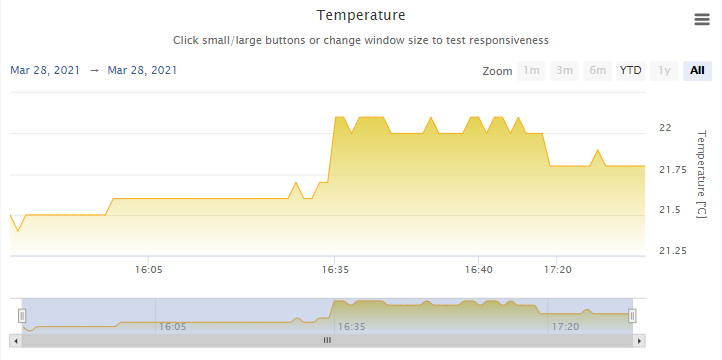 Temperature
Click small/large buttons or change window size to test responsiveness
Mar 28, 2021 → Mar 28, 2021 Zoom 1m 3m 6m YTD 1y All
22
21.75
21.5
21.25
Temperature [°C]
16:05 16:35 16:40 17:20
16:05 16:35 17:20